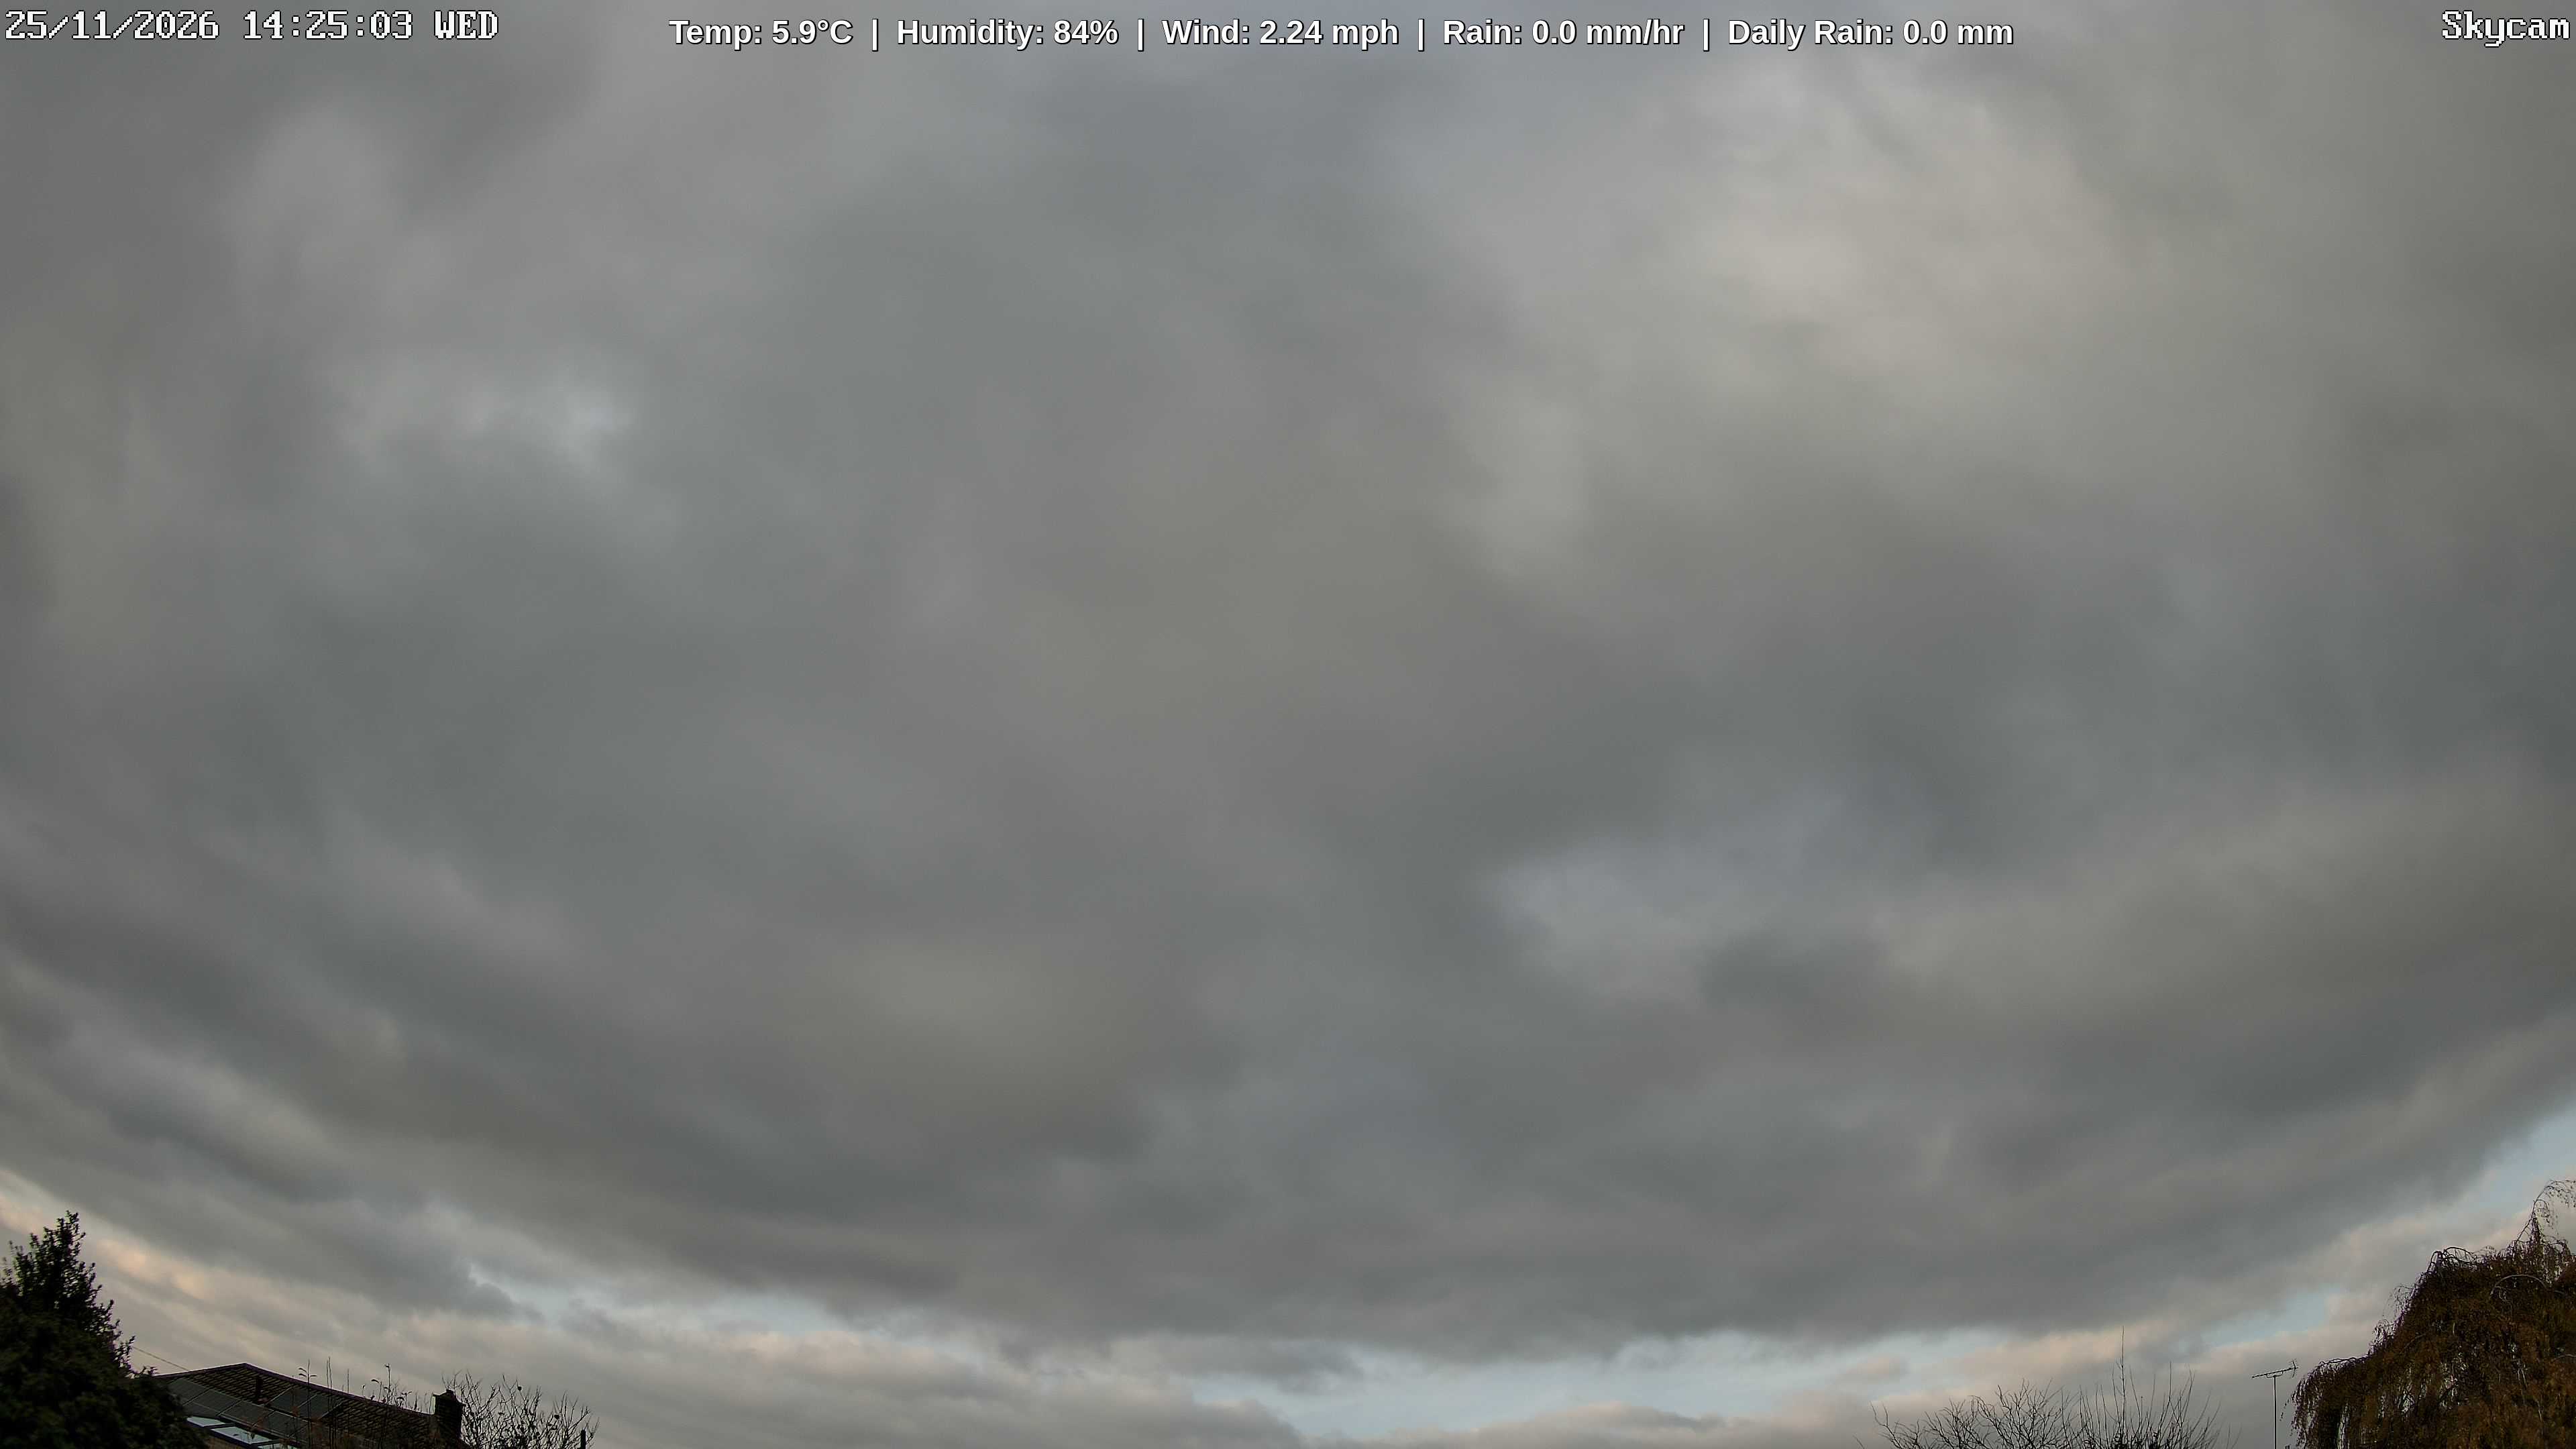 25/11/2026 14:25:03 WED
Temp: 5.9°C | Humidity: 84% | Wind: 2.24 mph | Rain: 0.0 mm/hr | Daily Rain: 0.0 mm
Skycam